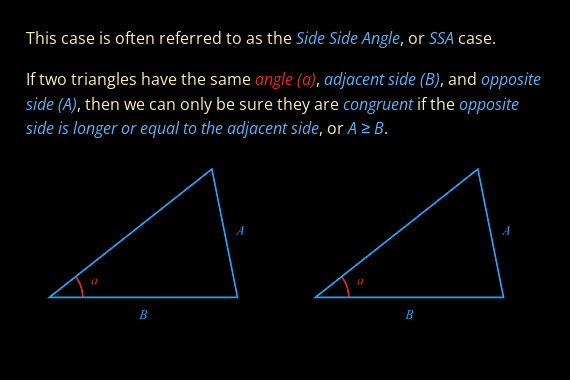 This case is often referred to as the Side Side Angle, or SSA case.
If two triangles have the same angle (a), adjacent side (B), and opposite
side (A), then we can only be sure they are congruent if the opposite
side is longer or equal to the adjacent side, or A ≥ B.
A
a
B
A
a
B